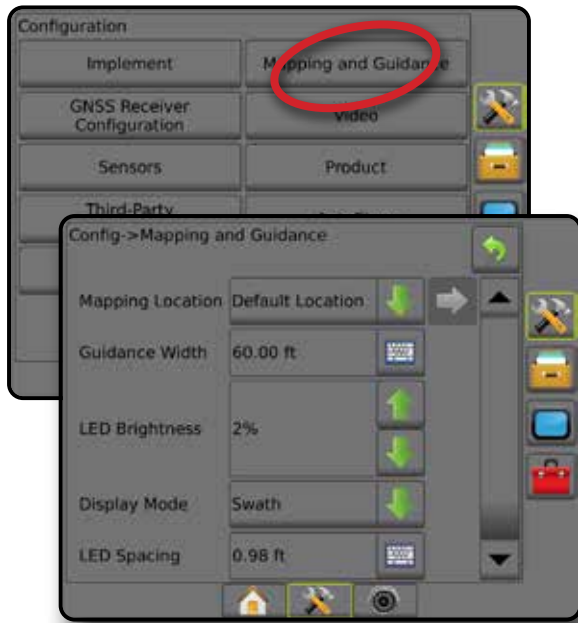 Configuration
Implement
Mapping and Guidance
GNSS Receiver
Configuration
Video
Sensors
Product
Third-Party
Config->Mapping and Guidance
Mapping Location
Default Location
Guidance Width
60.00 ft
LED Brightness
2%
Display Mode
Swath
LED Spacing
0.98 ft